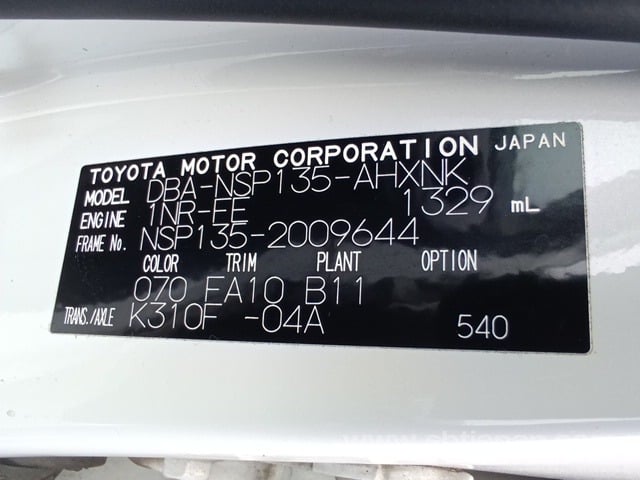 TOYOTA MOTOR CORPORATION JAPAN
MODEL DBA-NSP135-AHXNK
ENGINE 1NR-FE 1329 mL
FRAME No. NSP135-2009644
COLOR TRIM PLANT OPTION
070 FA10 B11
TRANS./AXLE K310F -04A 540